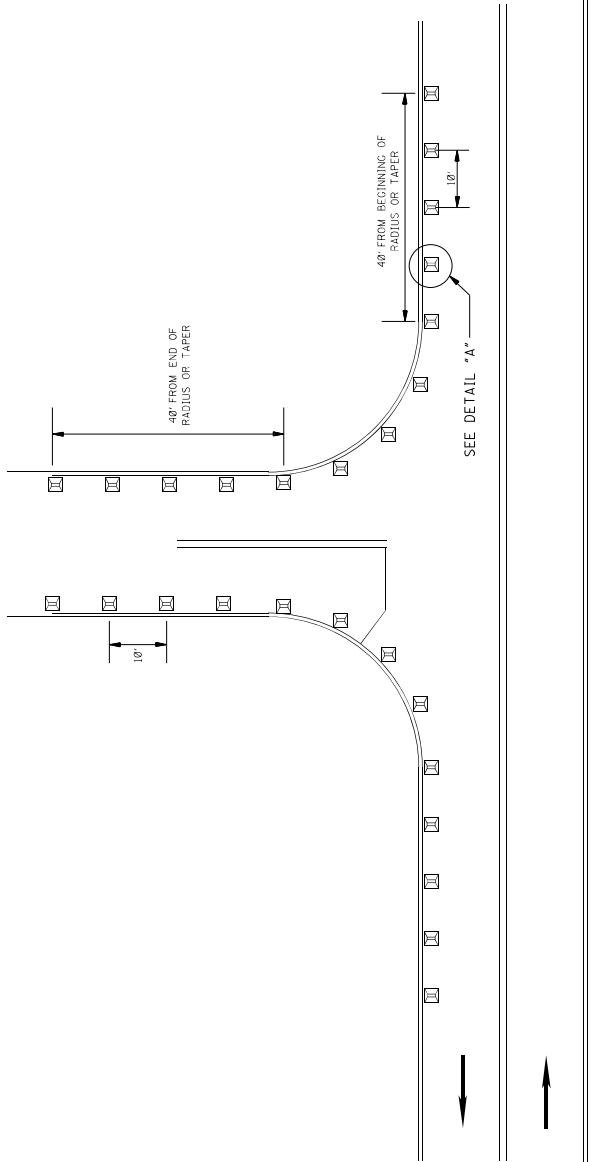 40' FROM BEGINNING OF
RADIUS OR TAPER
10'
SEE DETAIL "A"
40' FROM END OF
RADIUS OR TAPER
10'